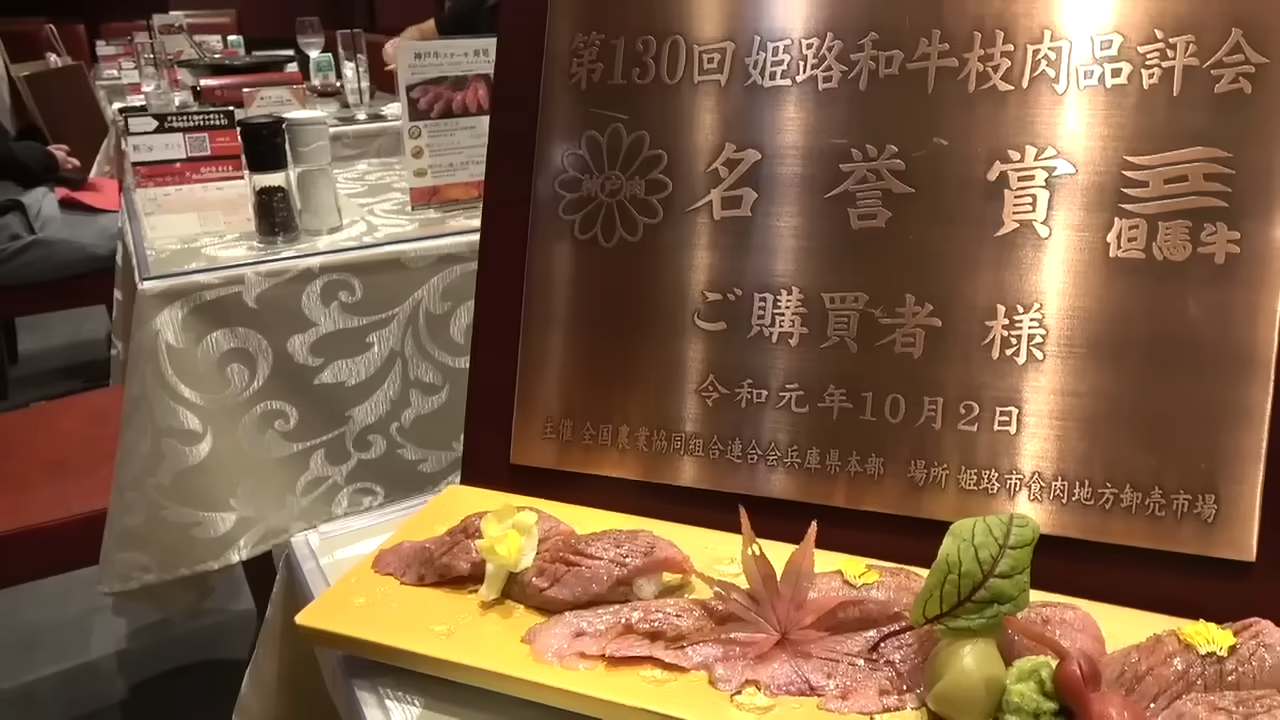 第130回姫路和牛枝肉品評会
神戸肉
名誉賞
但馬牛
ご購買者 様
令和元年10月2日
主催 全国農業協同組合連合会兵庫県本部 場所 姫路市食肉地方卸売市場
神戸牛ステーキ 寿司